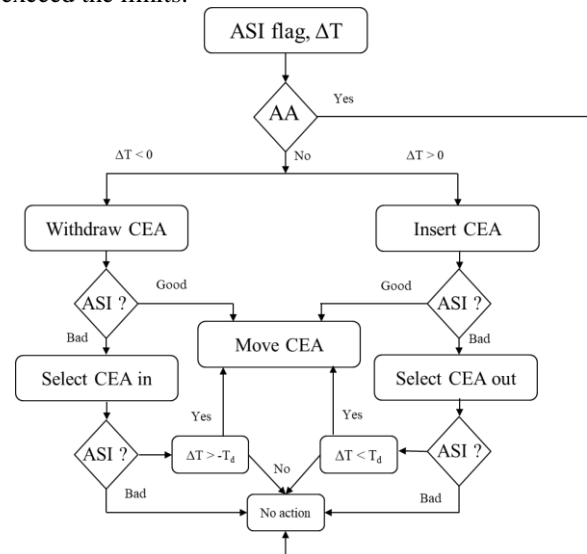 exceed the limits.
ASI flag, ΔT
AA
Yes
No
ΔT < 0
ΔT > 0
Withdraw CEA
Insert CEA
ASI ?
Good
Good
ASI ?
Bad
Bad
Move CEA
Select CEA in
Select CEA out
Yes
Yes
ASI ?
ΔT > -Td
No
ΔT < Td
ASI ?
Bad
Bad
No action